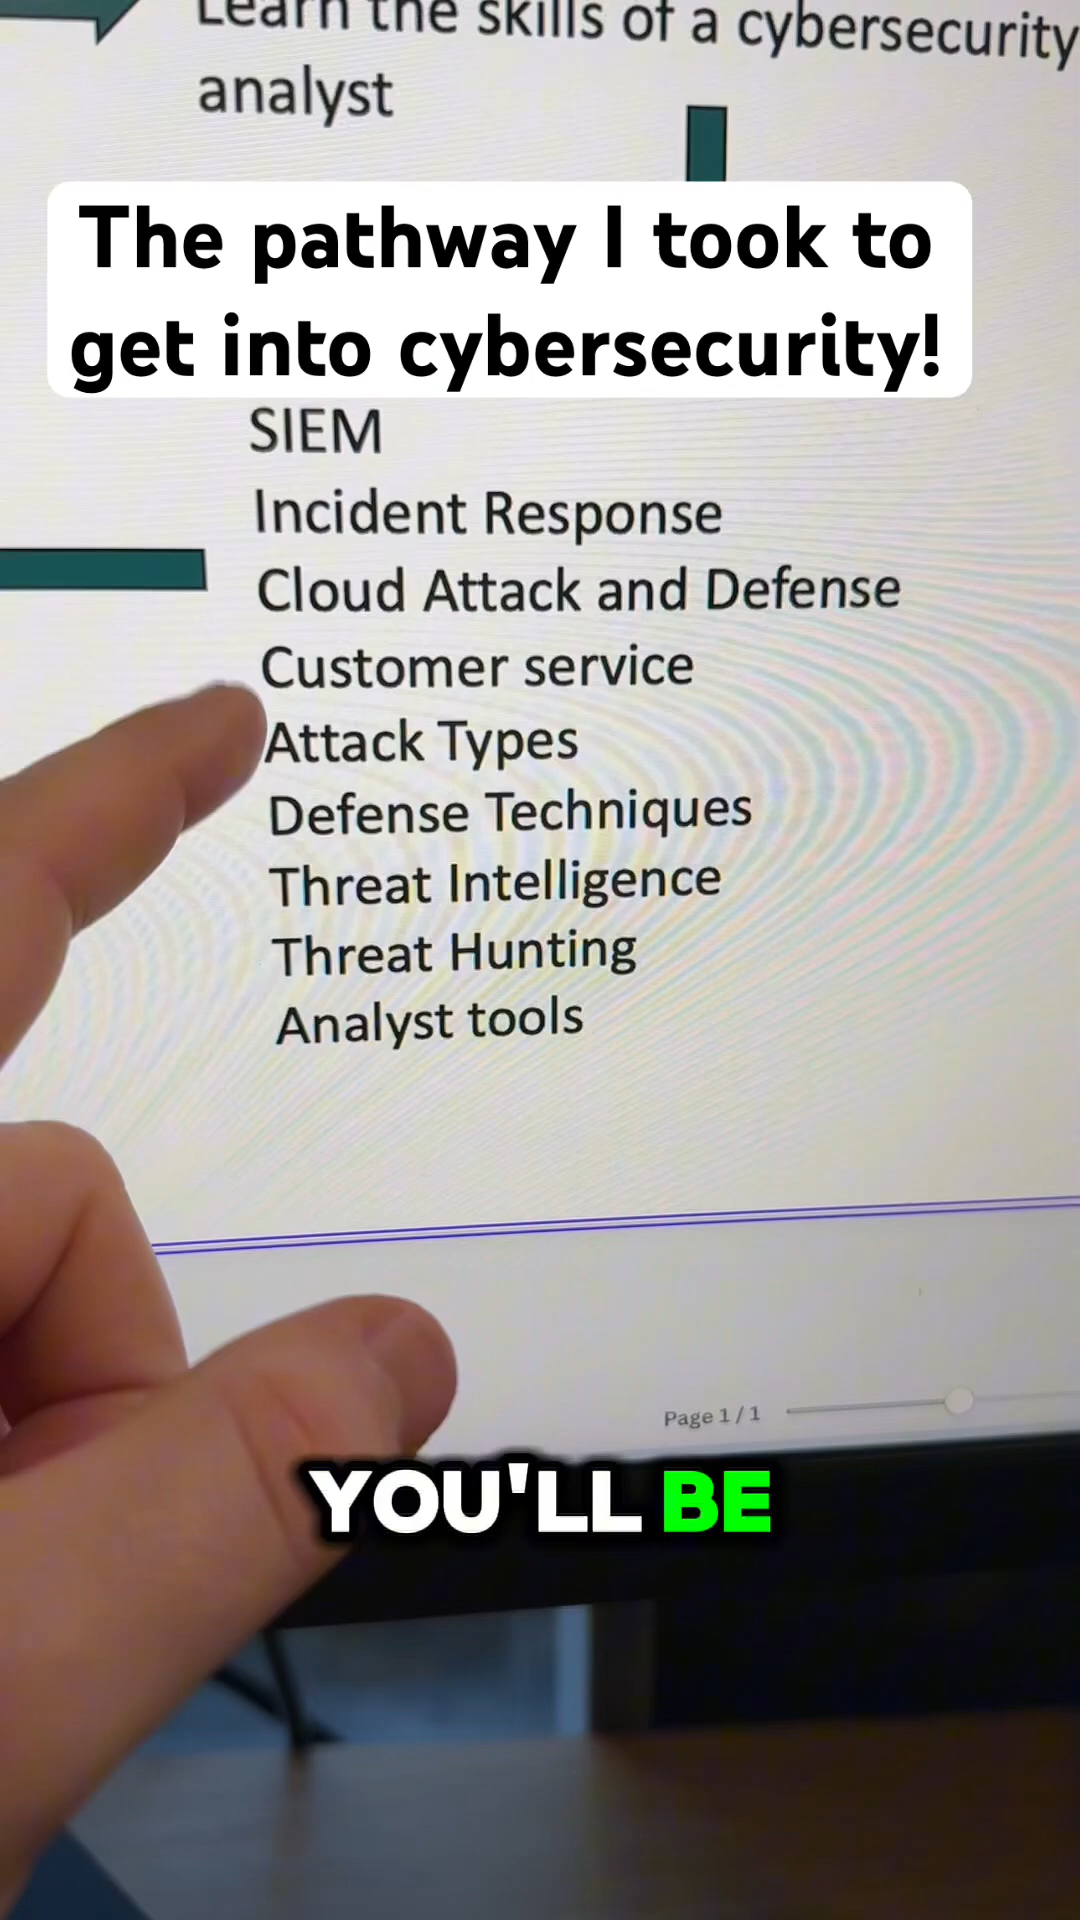 Learn the skills of a cybersecurity
analyst
The pathway I took to
get into cybersecurity!
SIEM
Incident Response
Cloud Attack and Defense
Customer service
Attack Types
Defense Techniques
Threat Intelligence
Threat Hunting
Analyst tools
Page 1 / 1
YOU'LL BE